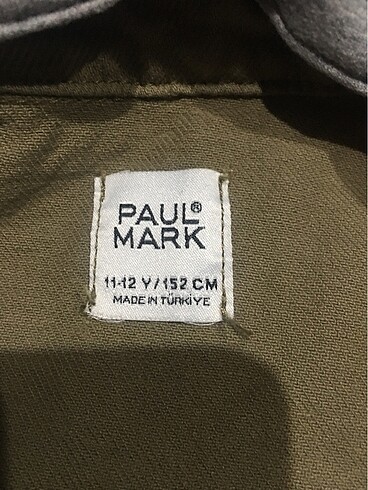 PAUL®
MARK
11-12 Y/152 CM
MADE IN TÜRKİYE